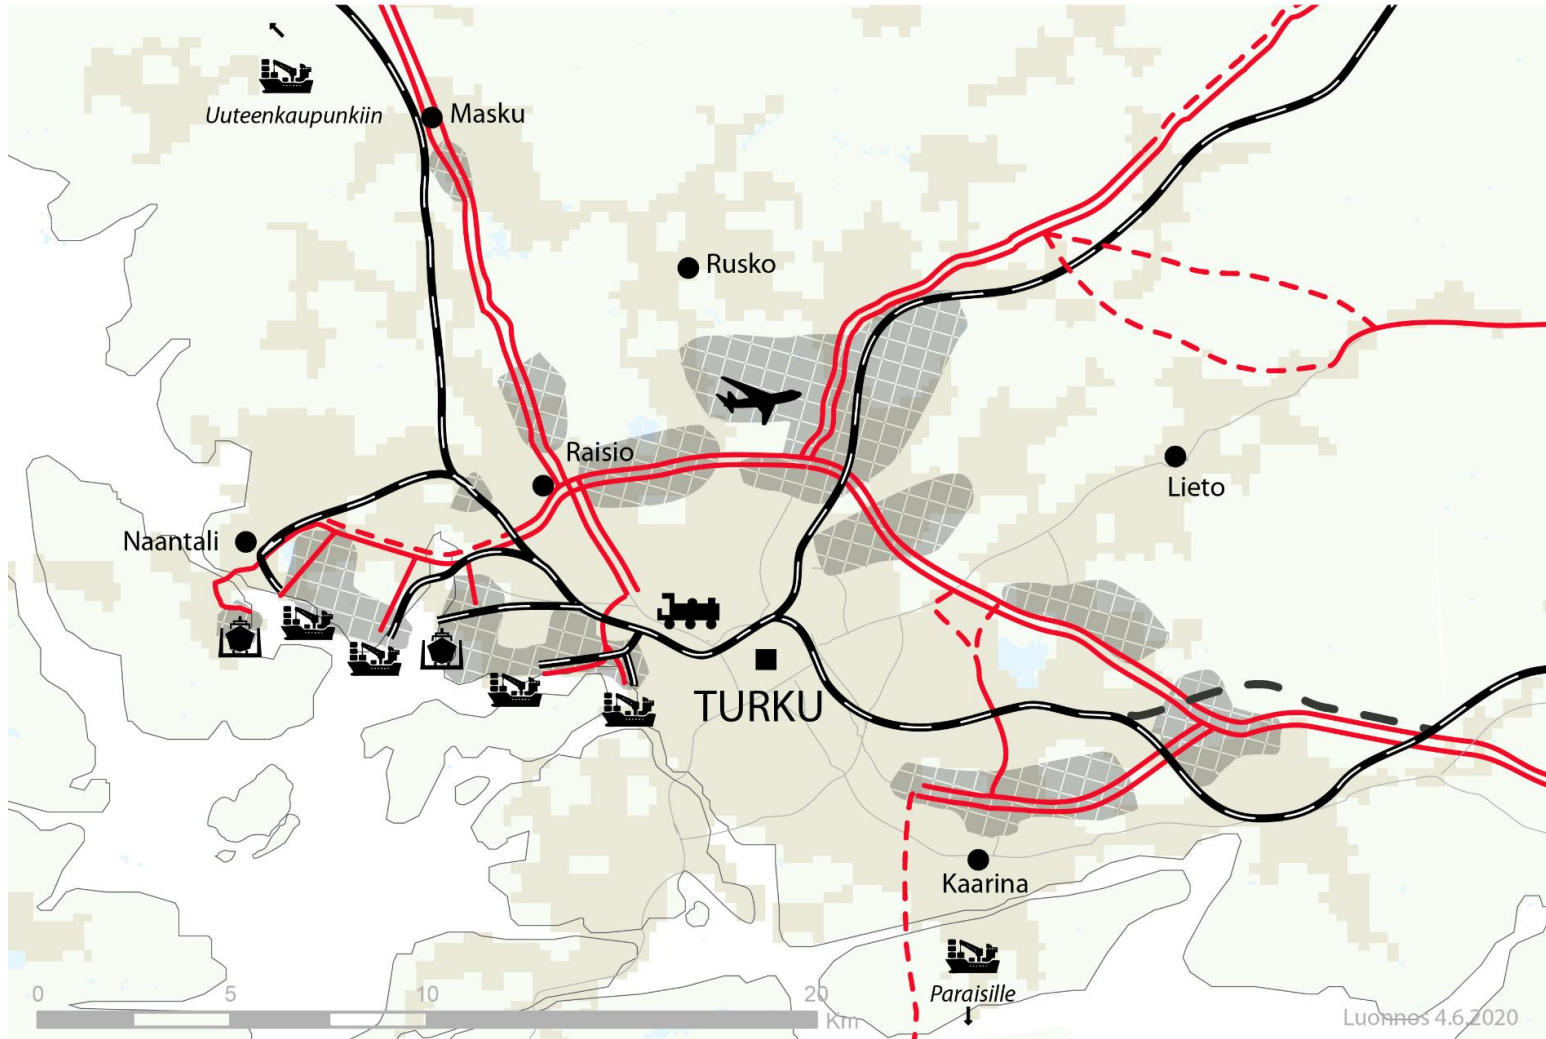 Uuteenkaupunkiin
Masku
Rusko
Raisio
Lieto
Naantali
TURKU
Kaarina
Paraisille
0 5 10 20
Km
Luonnos 4.6.2020